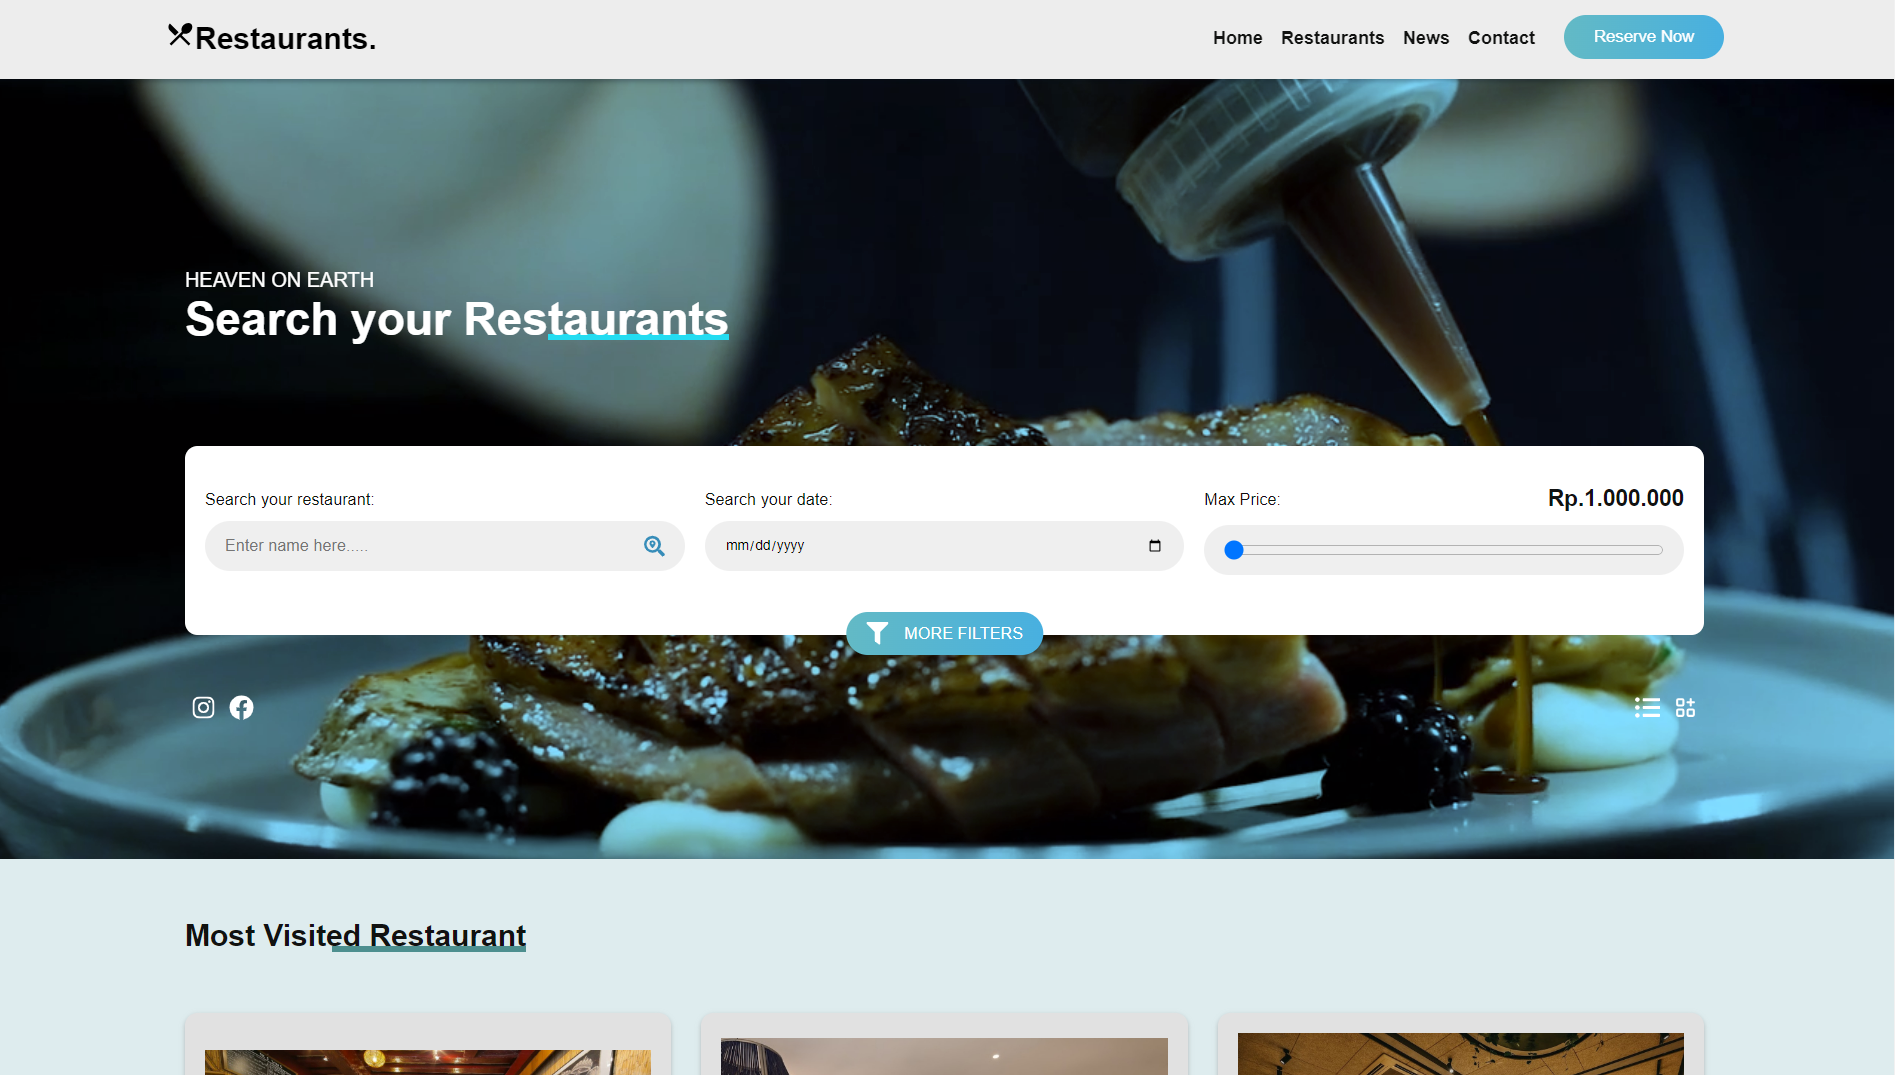 Restaurants.
Home Restaurants News Contact Reserve Now
HEAVEN ON EARTH
Search your Restaurants
Search your restaurant:
Enter name here.....
Search your date:
mm/dd/yyyy
Max Price: Rp.1.000.000
MORE FILTERS
Most Visited Restaurant